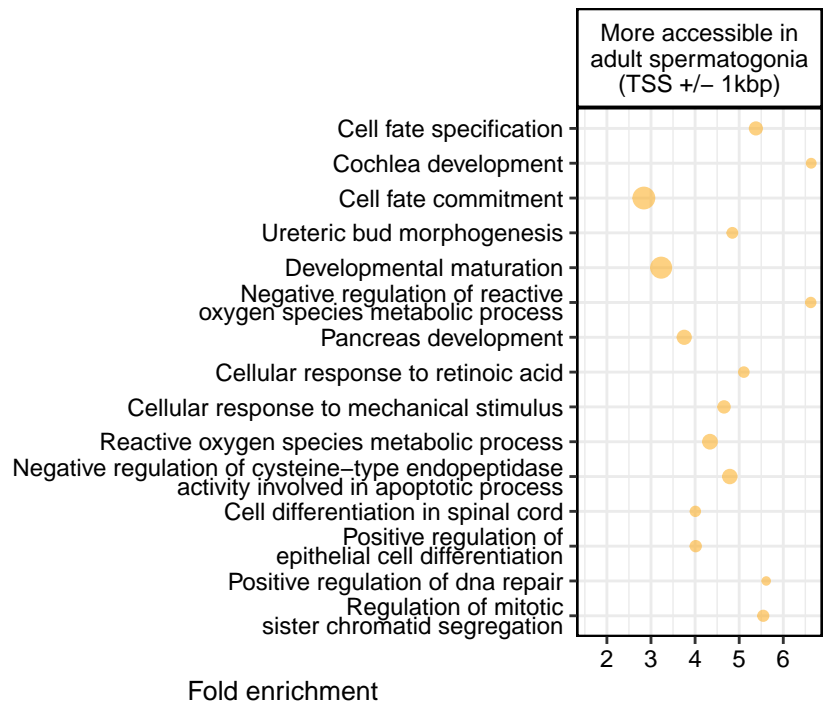 More accessible in
adult spermatogonia
(TSS +/− 1kbp)
Cell fate specification
Cochlea development
Cell fate commitment
Ureteric bud morphogenesis
Developmental maturation
Negative regulation of reactive
oxygen species metabolic process
Pancreas development
Cellular response to retinoic acid
Cellular response to mechanical stimulus
Reactive oxygen species metabolic process
Negative regulation of cysteine−type endopeptidase
activity involved in apoptotic process
Cell differentiation in spinal cord
Positive regulation of
epithelial cell differentiation
Positive regulation of dna repair
Regulation of mitotic
sister chromatid segregation
2 3 4 5 6
Fold enrichment